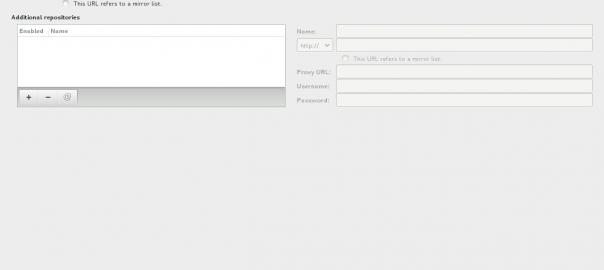 This URL refers to a mirror list.
Additional repositories
Enabled Name
Name:
http://
This URL refers to a mirror list.
Proxy URL:
Username:
Password: